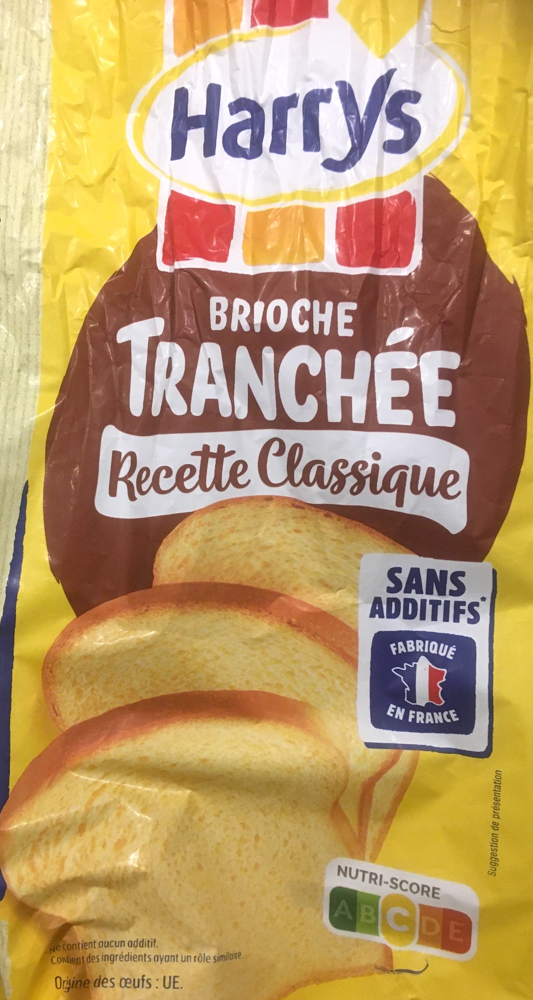 Harrys
BRIOCHE
TRANCHÉE
Recette Classique
SANS
ADDITIFS*
FABRIQUÉ
EN FRANCE
Suggestion de présentation
NUTRI-SCORE
A B C D E
Ne contient aucun additif.
Contient des ingrédients ayant un rôle similaire.
Origine des œufs : UE.